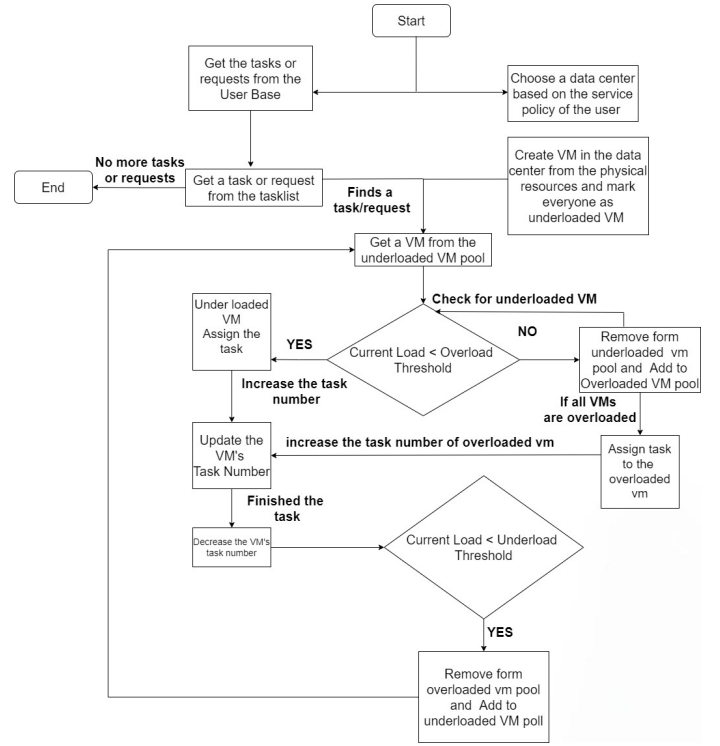 Start
Get the tasks or
requests from the
User Base
Choose a data center
based on the service
policy of the user
No more tasks
or requests
End
Get a task or request
from the tasklist
Finds a
task/request
Create VM in the data
center from the physical
resources and mark
everyone as
underloaded VM
Get a VM from the
underloaded VM pool
Check for underloaded VM
Under loaded
VM
Assign the
task
YES
Current Load < Overload
Threshold
NO
Remove form
underloaded vm
pool and Add to
Overloaded VM pool
Increase the task
number
If all VMs
are overloaded
Update the
VM's
Task Number
increase the task number of overloaded vm
Assign task
to the
overloaded
vm
Finished the
task
Decrease the VM's
task number
Current Load < Underload
Threshold
YES
Remove form
overloaded vm pool
and Add to
underloaded VM poll